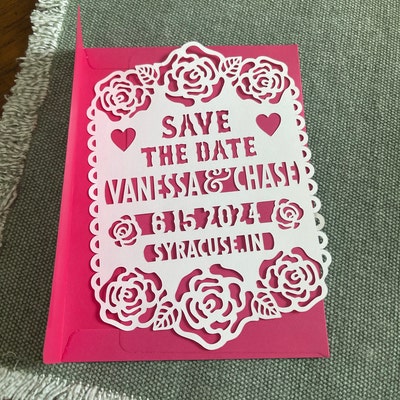 SAVE
THE DATE
VANESSA & CHASE
6.15.2024
SYRACUSE, IN